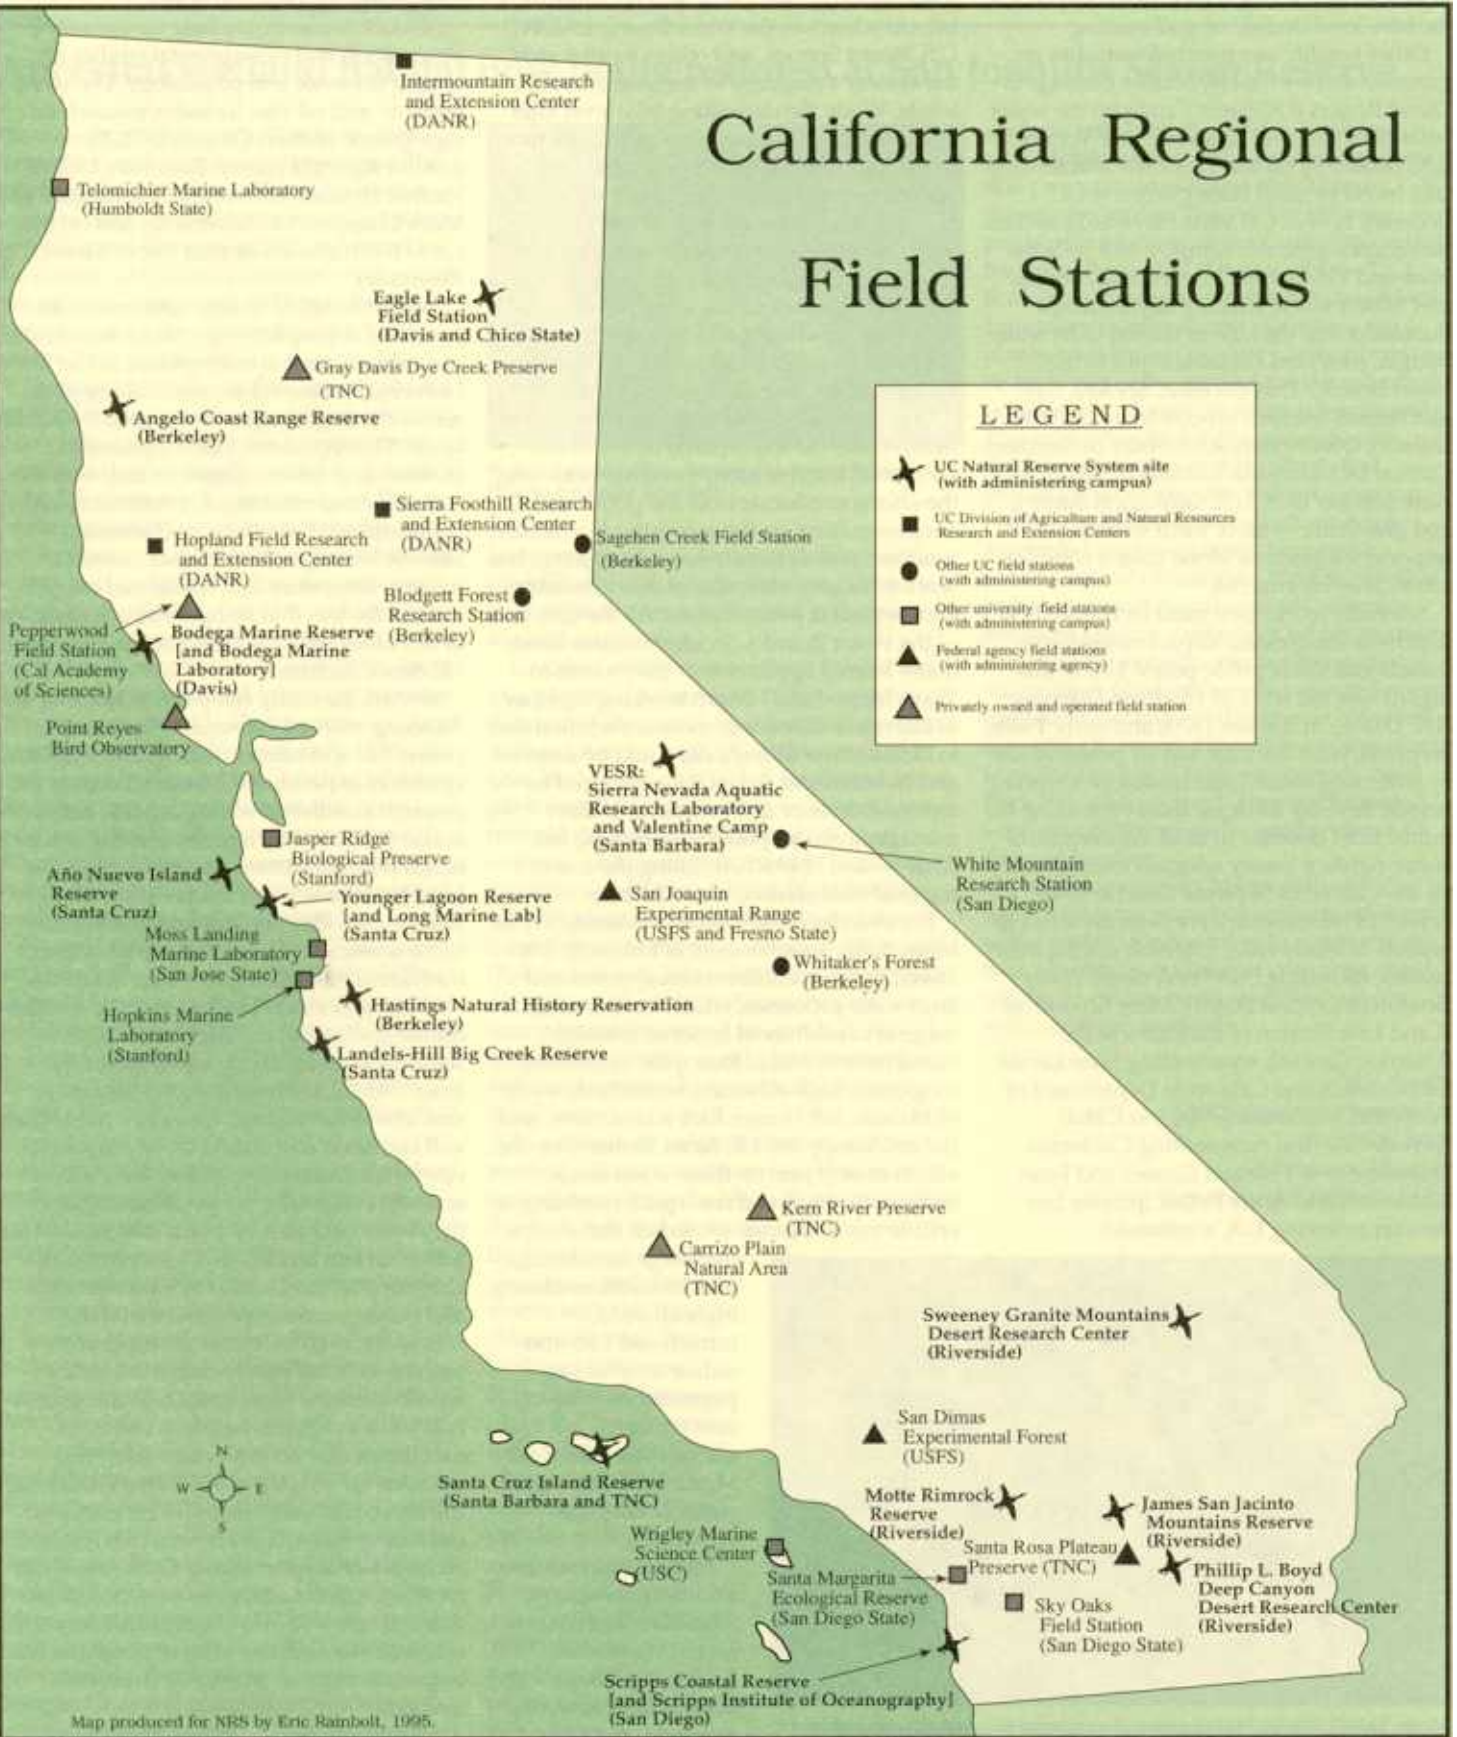 California Regional
Field Stations
Intermountain Research
and Extension Center
(DANR)
Telomichier Marine Laboratory
(Humboldt State)
Eagle Lake
Field Station
(Davis and Chico State)
Gray Davis Dye Creek Preserve
(TNC)
Angelo Coast Range Reserve
(Berkeley)
LEGEND
UC Natural Reserve System site
(with administering campus)
UC Division of Agriculture and Natural Resources
Research and Extension Centers
Other UC field stations
(with administering campus)
Other university field stations
(with administering campus)
Federal agency field stations
(with administering agency)
Privately owned and operated field station
Sierra Foothill Research
and Extension Center
(DANR)
Hopland Field Research
and Extension Center
(DANR)
Sagehen Creek Field Station
(Berkeley)
Blodgett Forest
Research Station
(Berkeley)
Pepperwood
Field Station
(Cal Academy
of Sciences)
Bodega Marine Reserve
[and Bodega Marine
Laboratory]
(Davis)
Point Reyes
Bird Observatory
VESR:
Sierra Nevada Aquatic
Research Laboratory
and Valentine Camp
(Santa Barbara)
Jasper Ridge
Biological Preserve
(Stanford)
White Mountain
Research Station
(San Diego)
Año Nuevo Island
Reserve
(Santa Cruz)
Younger Lagoon Reserve
[and Long Marine Lab]
(Santa Cruz)
San Joaquin
Experimental Range
(USFS and Fresno State)
Moss Landing
Marine Laboratory
(San Jose State)
Whitaker's Forest
(Berkeley)
Hopkins Marine
Laboratory
(Stanford)
Hastings Natural History Reservation
(Berkeley)
Landels-Hill Big Creek Reserve
(Santa Cruz)
Kern River Preserve
(TNC)
Carrizo Plain
Natural Area
(TNC)
Sweeney Granite Mountains
Desert Research Center
(Riverside)
San Dimas
Experimental Forest
(USFS)
N
W E
S
Santa Cruz Island Reserve
(Santa Barbara and TNC)
Motte Rimrock
Reserve
(Riverside)
James San Jacinto
Mountains Reserve
(Riverside)
Wrigley Marine
Science Center
(USC)
Santa Rosa Plateau
Preserve (TNC)
Santa Margarita
Ecological Reserve
(San Diego State)
Phillip L. Boyd
Deep Canyon
Desert Research Center
(Riverside)
Sky Oaks
Field Station
(San Diego State)
Scripps Coastal Reserve
[and Scripps Institute of Oceanography]
(San Diego)
Map produced for NRS by Eric Rainbolt, 1995.